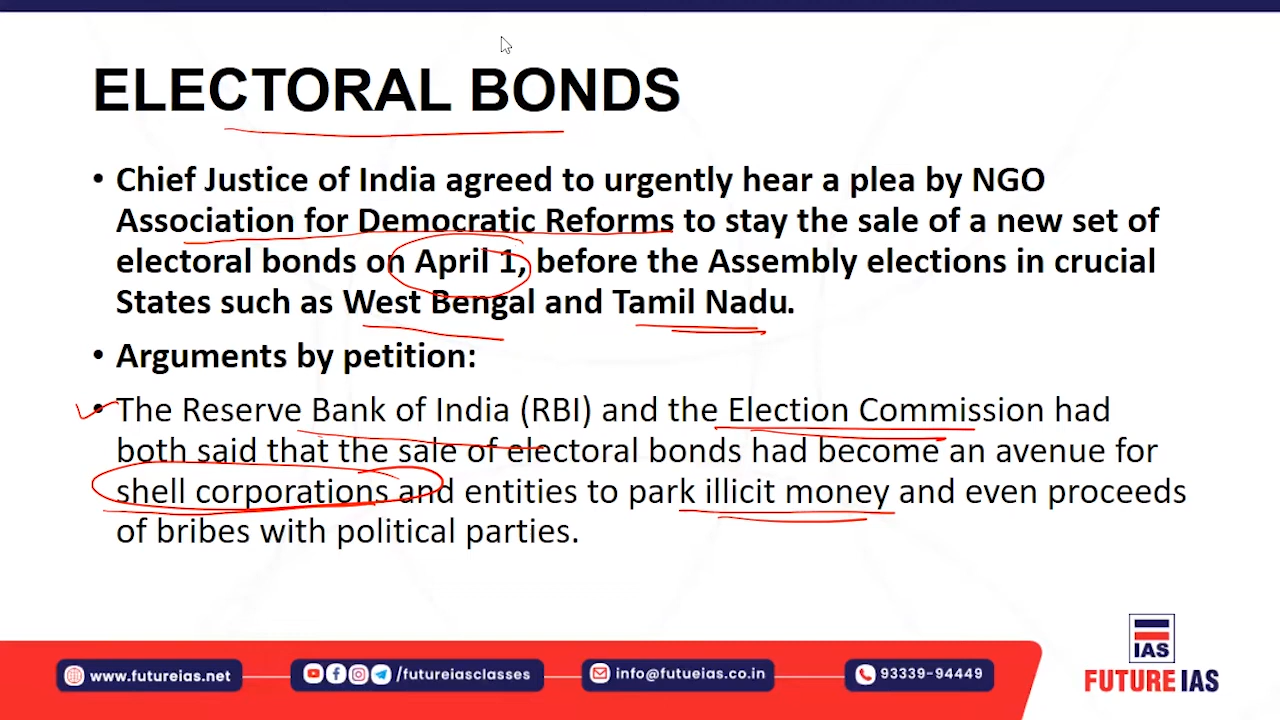 ELECTORAL BONDS
• Chief Justice of India agreed to urgently hear a plea by NGO
Association for Democratic Reforms to stay the sale of a new set of
electoral bonds on April 1, before the Assembly elections in crucial
States such as West Bengal and Tamil Nadu.
• Arguments by petition:
• The Reserve Bank of India (RBI) and the Election Commission had
both said that the sale of electoral bonds had become an avenue for
shell corporations and entities to park illicit money and even proceeds
of bribes with political parties.
www.futureias.net
/futureiasclasses
info@futueias.co.in
93339-94449
IAS
FUTURE IAS